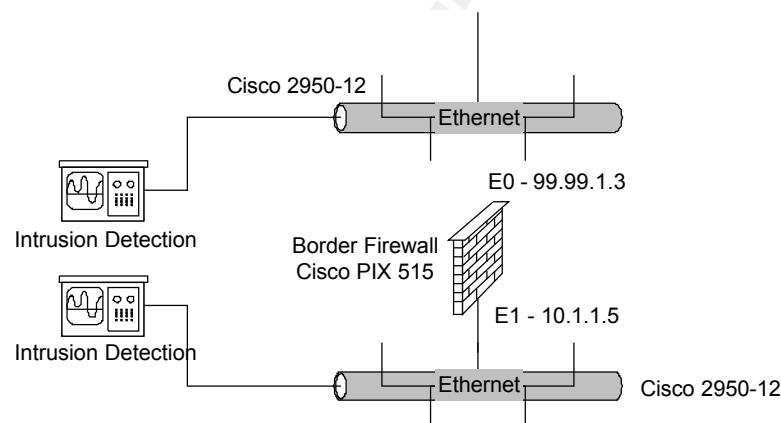 Cisco 2950-12
Ethernet
E0 - 99.99.1.3
Intrusion Detection
Border Firewall
Cisco PIX 515
E1 - 10.1.1.5
Intrusion Detection
Ethernet
Cisco 2950-12